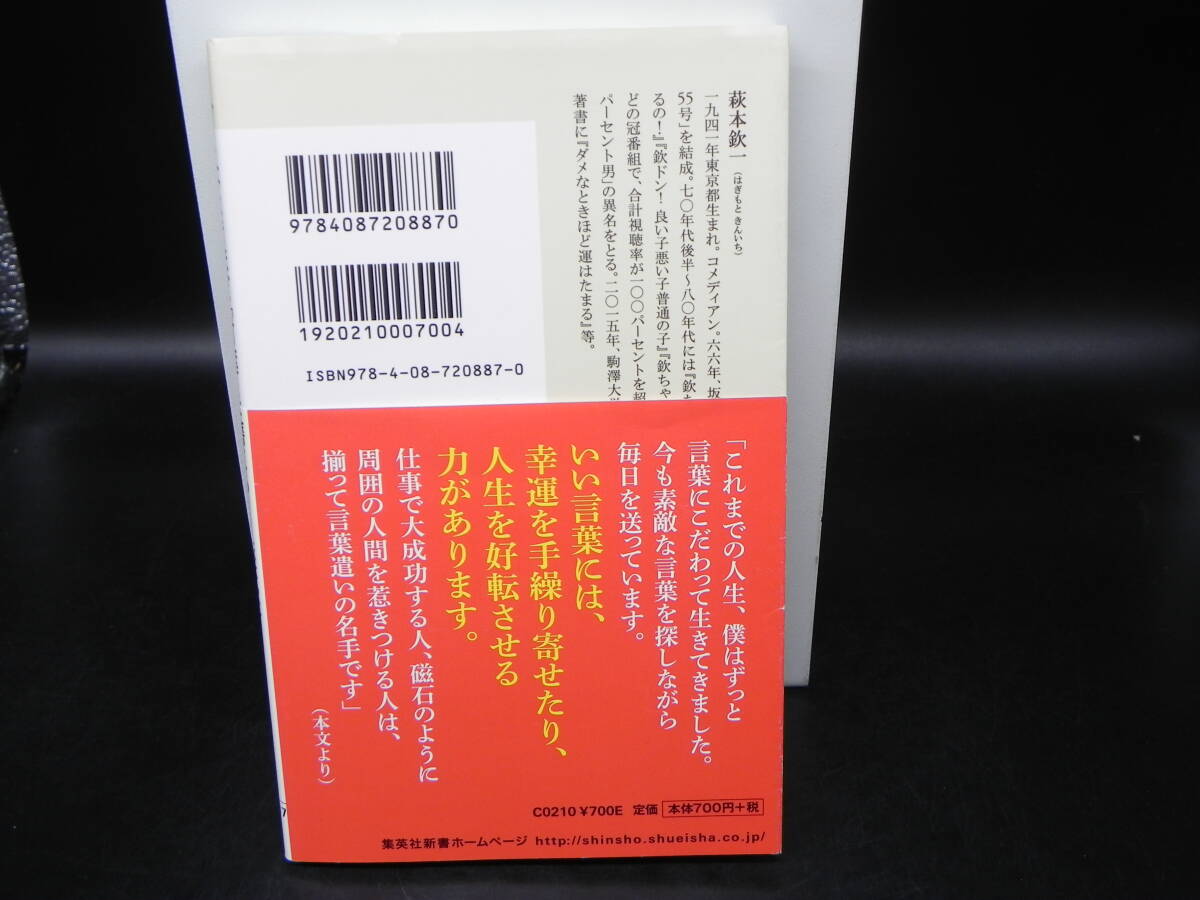 萩本欽一（はぎもと きんいち）
一九四一年東京都生まれ。コメディアン。六六年、坂
55号」を結成。七〇年代後半〜八〇年代には『欽ち
るの！』『欽ドン！ 良い子悪い子普通の子』『欽ちゃ
どの冠番組で、合計視聴率が一〇〇パーセントを超
パーセント男」の異名をとる。二〇一五年、駒澤大学
著書に『ダメなときほど運はたまる』等。
9784087208870
1920210007004
ISBN978-4-08-720887-0
「これまでの人生、僕はずっと
言葉にこだわって生きてきました。
今も素敵な言葉を探しながら
毎日を送っています。
いい言葉には、
幸運を手繰り寄せたり、
人生を好転させる
力があります。
仕事で大成功する人、磁石のように
周囲の人間を惹きつける人は、
揃って言葉遣いの名手です」
（本文より）
C0210 ¥700E 定価 本体700円+税
集英社新書ホームページ http://shinsho.shueisha.co.jp/